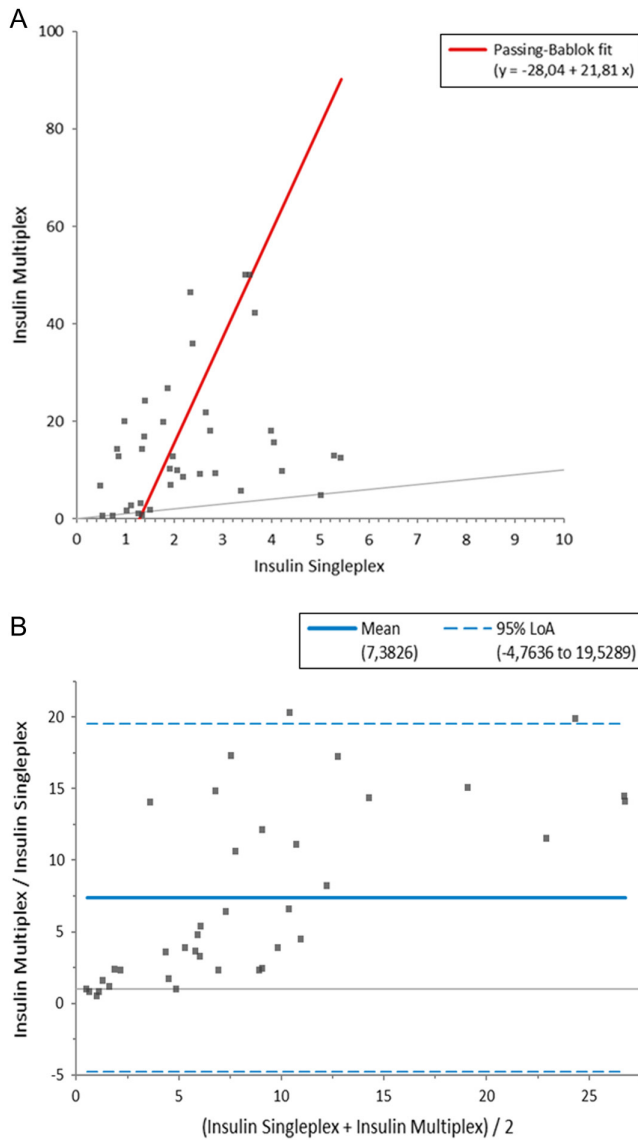 A
Passing-Bablok fit
(y = -28,04 + 21,81 x)
100
80
60
40
20
0
Insulin Multiplex
0 1 2 3 4 5 6 7 8 9 10
Insulin Singleplex
B
Mean
(7,3826)
95% LoA
(-4,7636 to 19,5289)
20
15
10
5
0
-5
Insulin Multiplex / Insulin Singleplex
0 5 10 15 20 25
(Insulin Singleplex + Insulin Multiplex) / 2